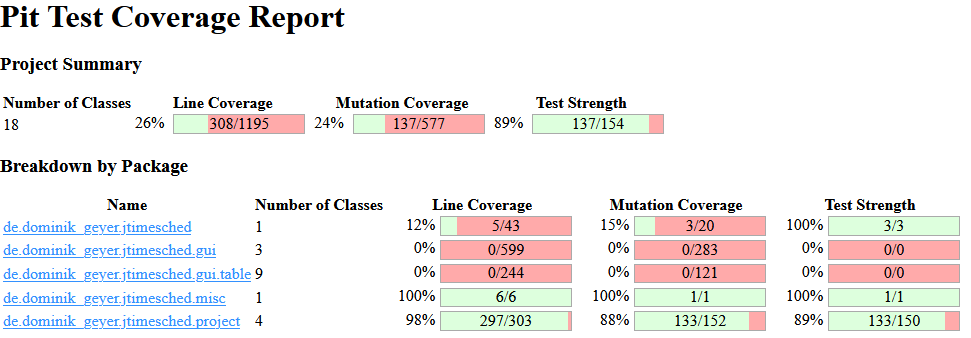 Pit Test Coverage Report
Project Summary
Number of Classes Line Coverage Mutation Coverage Test Strength
18 26% 308/1195 24% 137/577 89% 137/154
Breakdown by Package
Name Number of Classes Line Coverage Mutation Coverage Test Strength
de.dominik_geyer.jtimesched 1 12% 5/43 15% 3/20 100% 3/3
de.dominik_geyer.jtimesched.gui 3 0% 0/599 0% 0/283 0% 0/0
de.dominik_geyer.jtimesched.gui.table 9 0% 0/244 0% 0/121 0% 0/0
de.dominik_geyer.jtimesched.misc 1 100% 6/6 100% 1/1 100% 1/1
de.dominik_geyer.jtimesched.project 4 98% 297/303 88% 133/152 89% 133/150